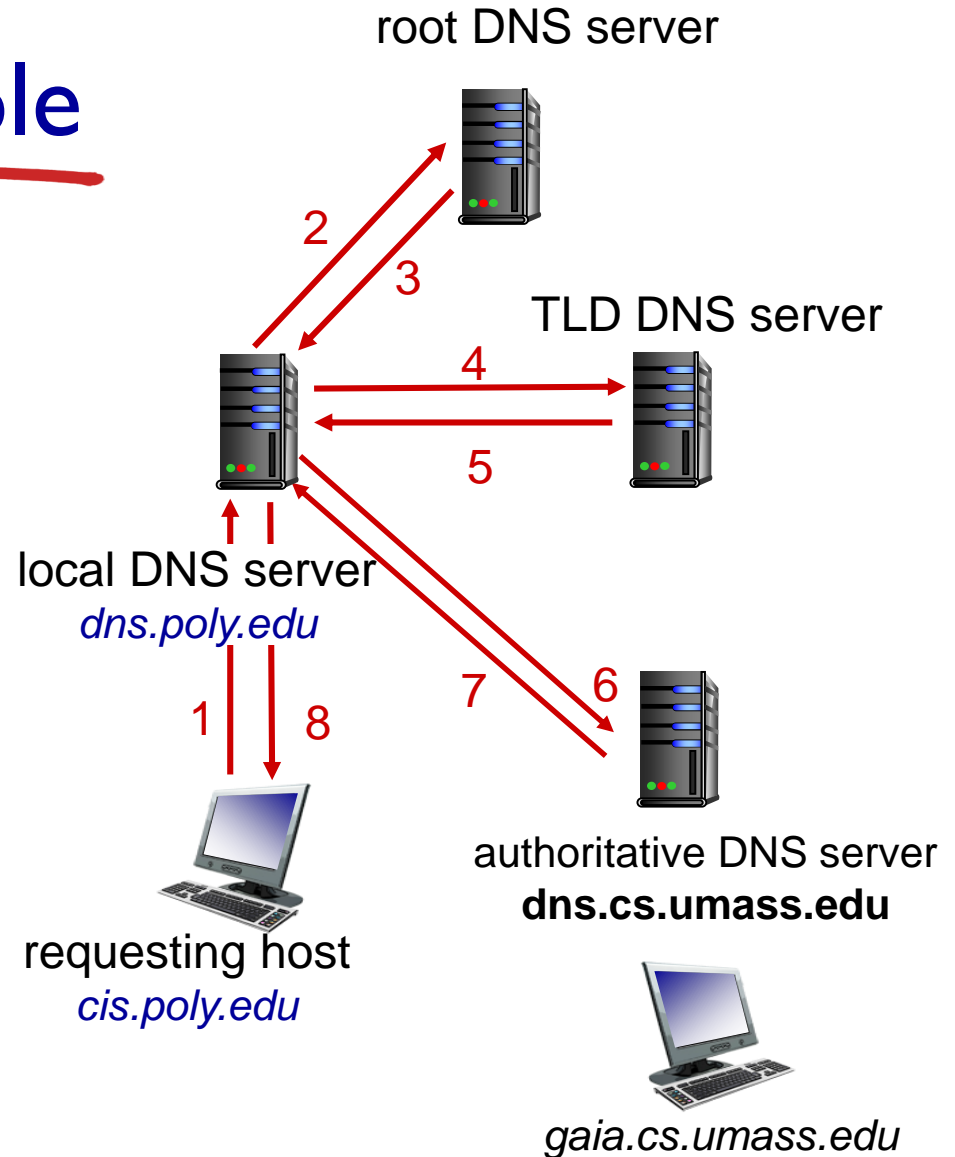 root DNS server
ole
2
3
TLD DNS server
4
5
local DNS server
dns.poly.edu
1
8
7
6
requesting host
cis.poly.edu
authoritative DNS server
dns.cs.umass.edu
gaia.cs.umass.edu